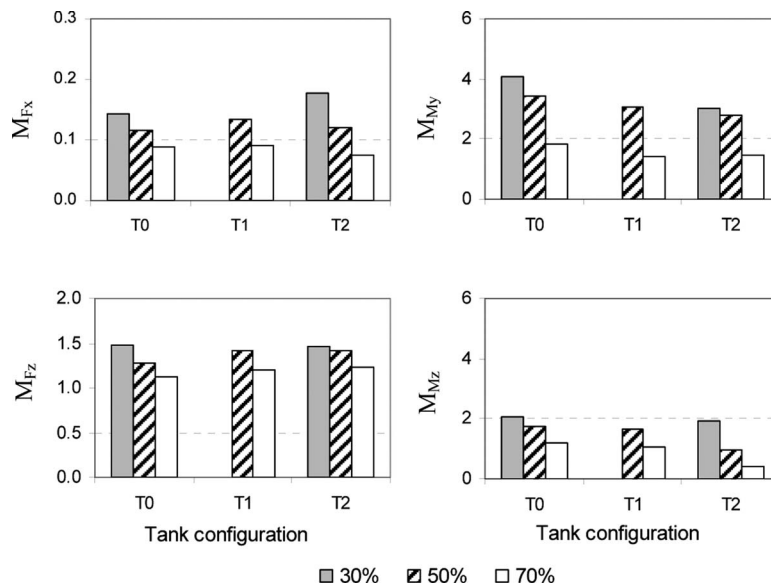 0.3
0.2
0.1
0.0
M_Fx
T0 T1 T2
6
4
2
0
M_My
T0 T1 T2
2.0
1.5
1.0
0.5
0.0
M_Fz
T0 T1 T2
Tank configuration
6
4
2
0
M_Mz
T0 T1 T2
Tank configuration
30% 50% 70%